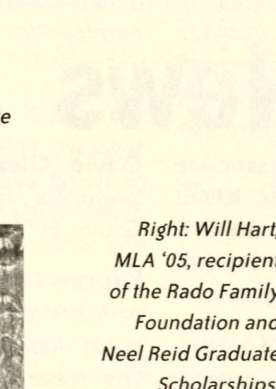 e
Right: Will Hart,
MLA '05, recipient
of the Rado Family
Foundation and
Neel Reid Graduate
Scholarships